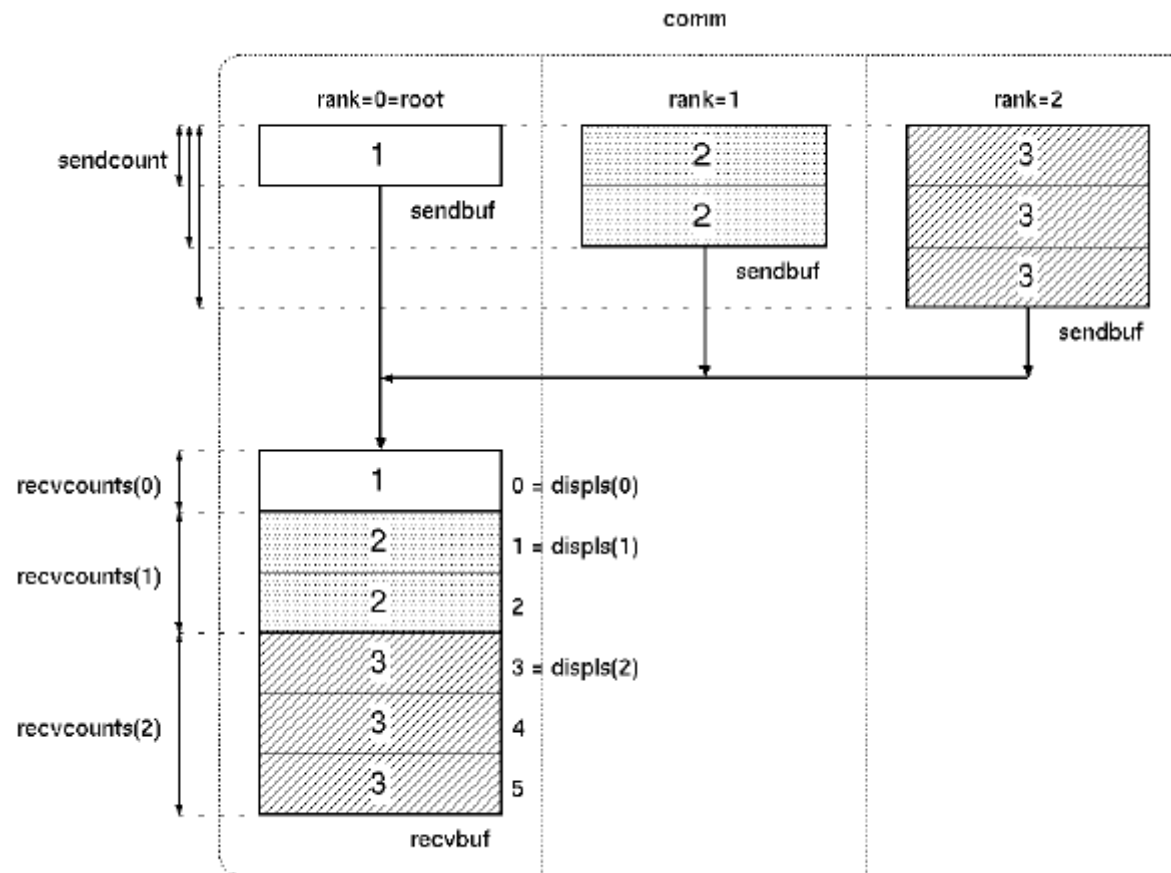 comm
rank=0=root rank=1 rank=2
sendcount 1 2 3
sendbuf 2 3
sendbuf 3
sendbuf
recvcounts(0) 1 0 = displs(0)
2 1 = displs(1)
recvcounts(1)
2 2
3 3 = displs(2)
recvcounts(2) 3 4
3 5
recvbuf